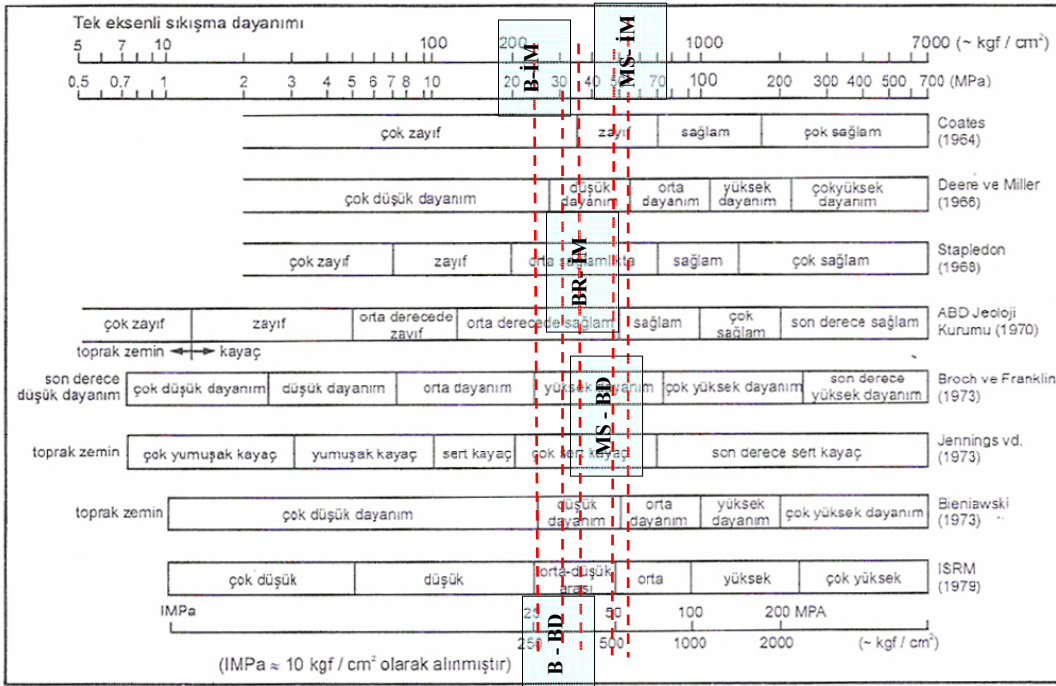 Tek eksenli sıkışma dayanımı
5 7 10 100 200 1000 7000 (~ kgf / cm²)
0.5 0.7 1 2 3 4 5 6 7 8 10 20 30 40 50 70 100 200 300 400 500 700 (MPa)
B-İM
MS- İM
çok zayıf zayıf sağlam çok sağlam Coates
(1964)
çok düşük dayanım düşük dayanım orta dayanım yüksek dayanım çokyüksek dayanım Deere ve Miller
(1966)
BR- İM
çok zayıf zayıf orta sağlamlıkta sağlam çok sağlam Stapledon
(1968)
çok zayıf zayıf orta derecede zayıf orta derecede sağlam sağlam çok sağlam son derece sağlam ABD Jeoloji
Kurumu (1970)
toprak zemin kayaç
son derece düşük dayanım çok düşük dayanım düşük dayanım orta dayanım yüksek dayanım çok yüksek dayanım son derece yüksek dayanım Broch ve Franklin
(1973)
MS - BD
toprak zemin çok yumuşak kayaç yumuşak kayaç sert kayaç çok sert kayaç son derece sert kayaç Jennings vd.
(1973)
toprak zemin çok düşük dayanım düşük dayanım orta dayanım yüksek dayanım çok yüksek dayanım Bieniawski
(1973)
çok düşük düşük orta-düşük arası orta yüksek çok yüksek ISRM
(1979)
IMPa 25 50 100 200 MPA
B - BD
250 500 1000 2000 (~ kgf / cm²)
(IMPa ≈ 10 kgf / cm² olarak alınmıştır)